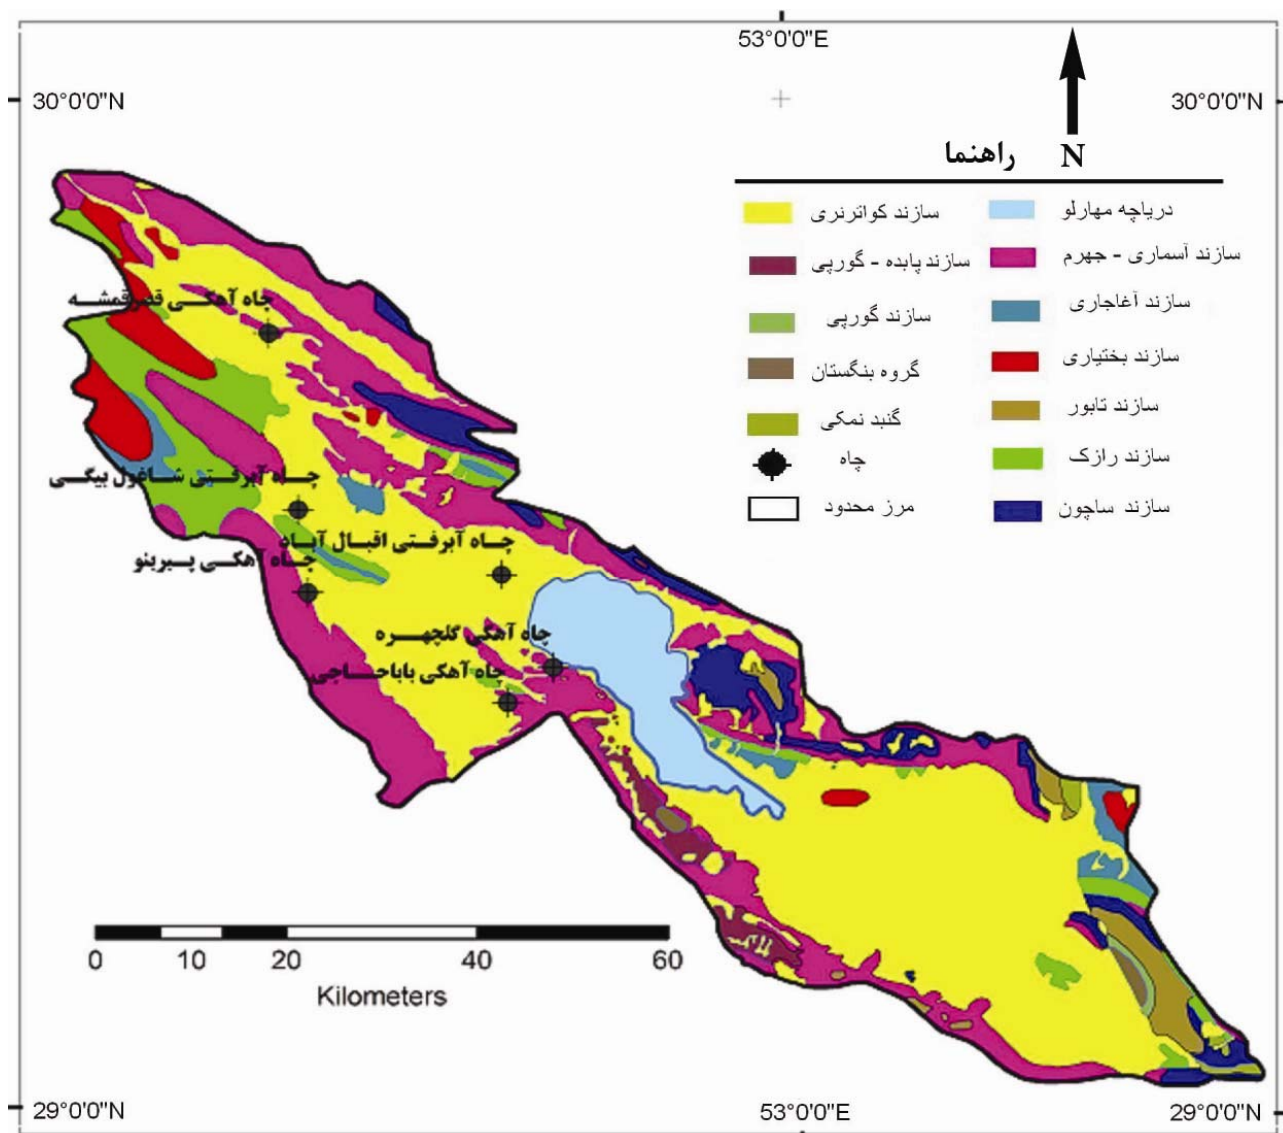 53°0'0"E
30°0'0"N
30°0'0"N
N
راهنما
دریاچه مهارلو
سازند کواترنری
سازند آسماری - جهرم
سازند پابده - گورپی
سازند آغاجاری
سازند گورپی
سازند بختیاری
گروه بنگستان
سازند تابور
گنبد نمکی
سازند رازک
چاه
سازند ساچون
مرز محدود
چاه آهکی قصرقمشه
چاه آبرفتی شاغول بیگی
چاه آبرفتی اقبال آباد
چاه آهکی پیربنو
چاه آهکی گلچهره
چاه آهکی باباحاجی
0 10 20 40 60
Kilometers
29°0'0"N
53°0'0"E
29°0'0"N